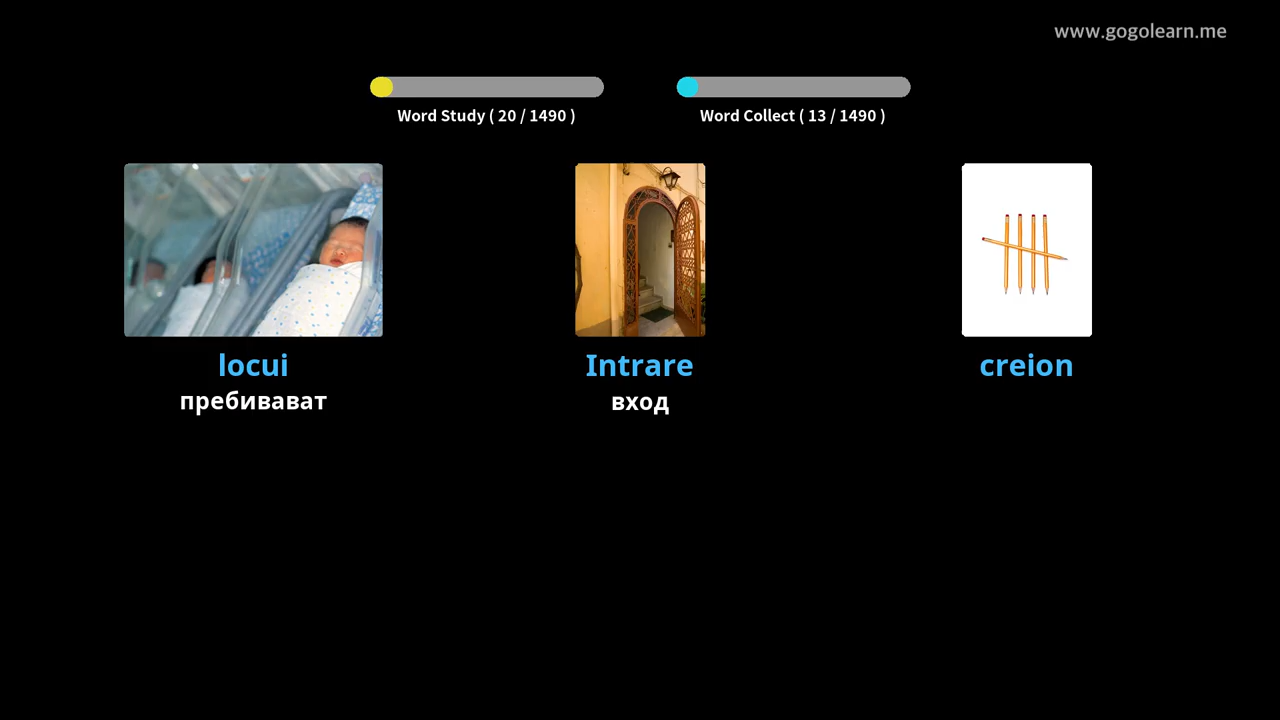 www.gogolearn.me
Word Study ( 20 / 1490 )
Word Collect ( 13 / 1490 )
locui
пребивават
Intrare
вход
creion